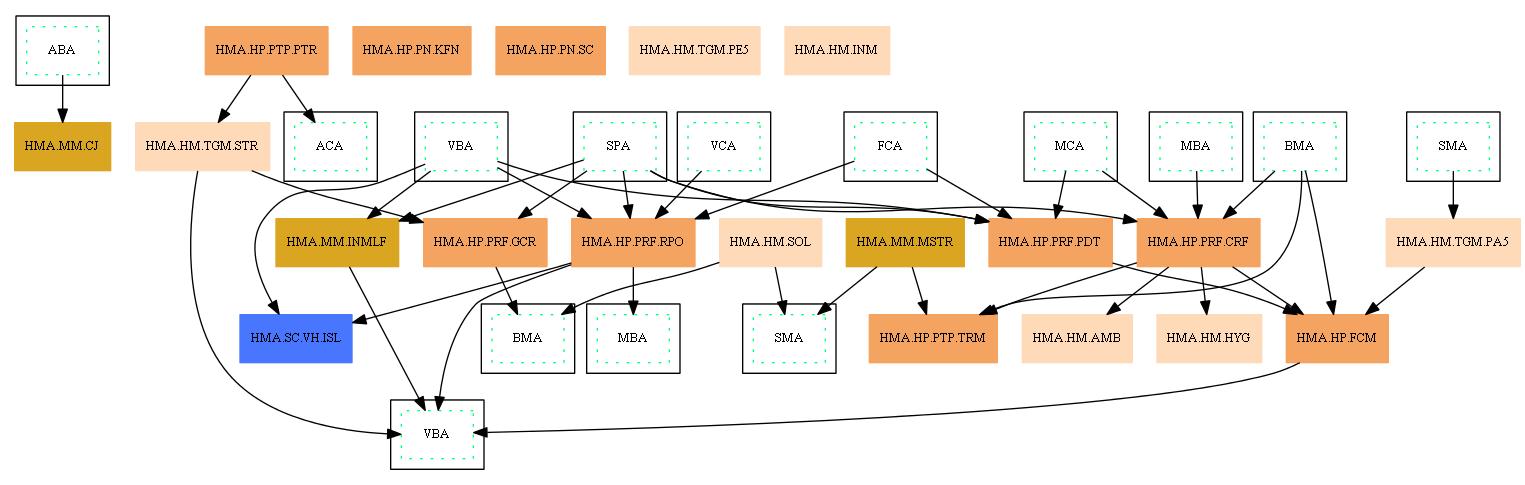 ABA
HMA.HP.PTP.PTR
HMA.HP.PN.KFN
HMA.HP.PN.SC
HMA.HM.TGM.PE5
HMA.HM.INM
HMA.MM.CJ
HMA.HM.TGM.STR
ACA
VBA
SPA
VCA
FCA
MCA
MBA
BMA
SMA
HMA.MM.INMLF
HMA.HP.PRF.GCR
HMA.HP.PRF.RPO
HMA.HM.SOL
HMA.MM.MSTR
HMA.HP.PRF.PDT
HMA.HP.PRF.CRF
HMA.HM.TGM.PA5
HMA.SC.VH.ISL
BMA
MBA
SMA
HMA.HP.PTP.TRM
HMA.HM.AMB
HMA.HM.HYG
HMA.HP.FCM
VBA